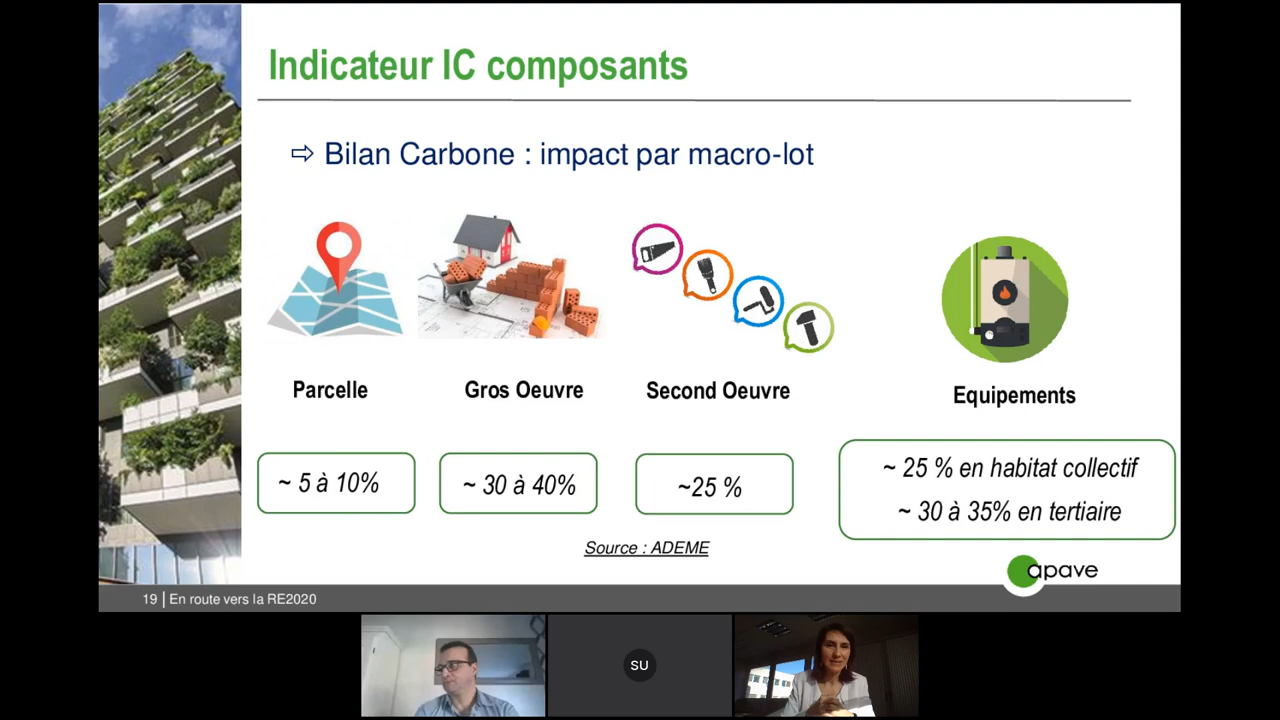 Indicateur IC composants
⇨ Bilan Carbone : impact par macro-lot
Parcelle
Gros Oeuvre
Second Oeuvre
Equipements
~ 5 à 10%
~ 30 à 40%
~25 %
~ 25 % en habitat collectif
~ 30 à 35% en tertiaire
Source : ADEME
apave
19 | En route vers la RE2020
SU